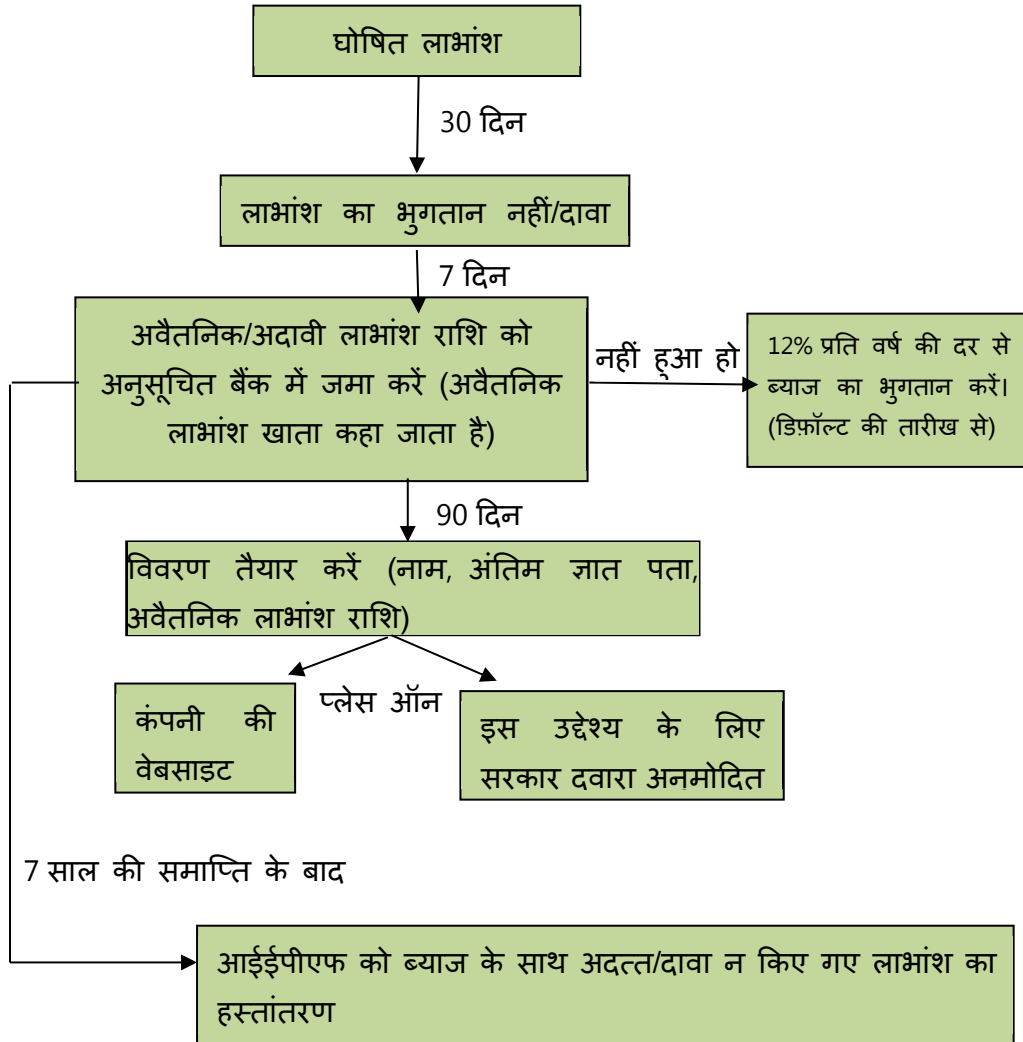 घोषित लाभांश
30 दिन
लाभांश का भुगतान नहीं/दावा
7 दिन
अवैतनिक/अदावी लाभांश राशि को
अनुसूचित बैंक में जमा करें (अवैतनिक
लाभांश खाता कहा जाता है)
नहीं हुआ हो
12% प्रति वर्ष की दर से
ब्याज का भुगतान करें।
(डिफ़ॉल्ट की तारीख से)
90 दिन
विवरण तैयार करें (नाम, अंतिम ज्ञात पता,
अवैतनिक लाभांश राशि)
प्लेस ऑन
कंपनी की
वेबसाइट
इस उद्देश्य के लिए
सरकार दवारा अनमोदित
7 साल की समाप्ति के बाद
आईईपीएफ को ब्याज के साथ अदत्त/दावा न किए गए लाभांश का
हस्तांतरण